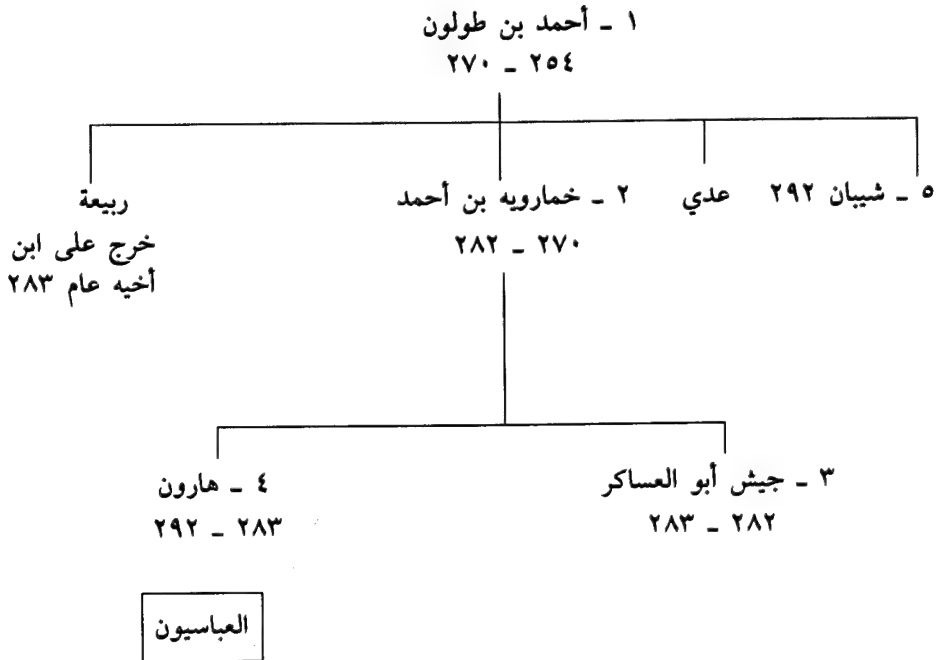 ١ ـ أحمد بن طولون
٢٥٤ ـ ٢٧٠
٥ ـ شيبان ٢٩٢
عدي
٢ ـ خمارويه بن أحمد
٢٧٠ ـ ٢٨٢
ربيعة
خرج على ابن
أخيه عام ٢٨٣
٣ ـ جيش أبو العساكر
٢٨٢ ـ ٢٨٣
٤ ـ هارون
٢٨٣ ـ ٢٩٢
العباسيون